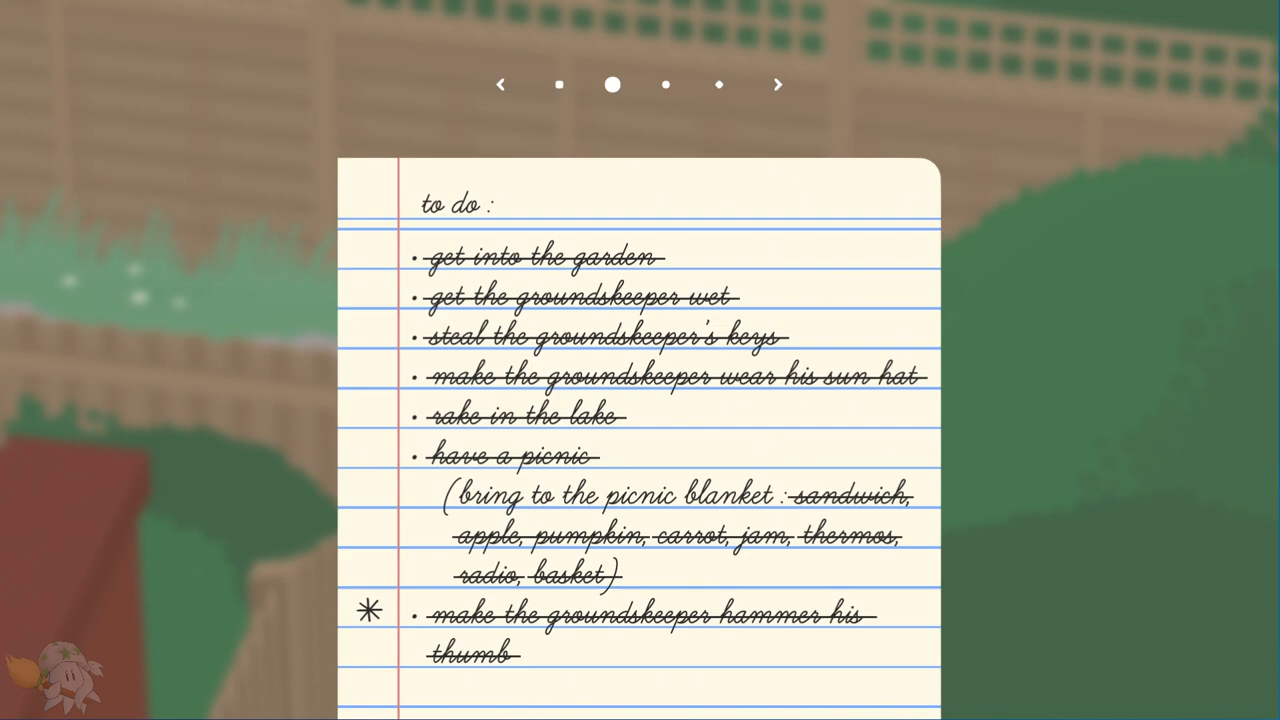 to do :
• get into the garden
• get the groundskeeper wet
• steal the groundskeeper's keys
• make the groundskeeper wear his sun hat
• rake in the lake
• have a picnic
(bring to the picnic blanket : sandwich,
apple, pumpkin, carrot, jam, thermos,
radio, basket)
• make the groundskeeper hammer his
thumb